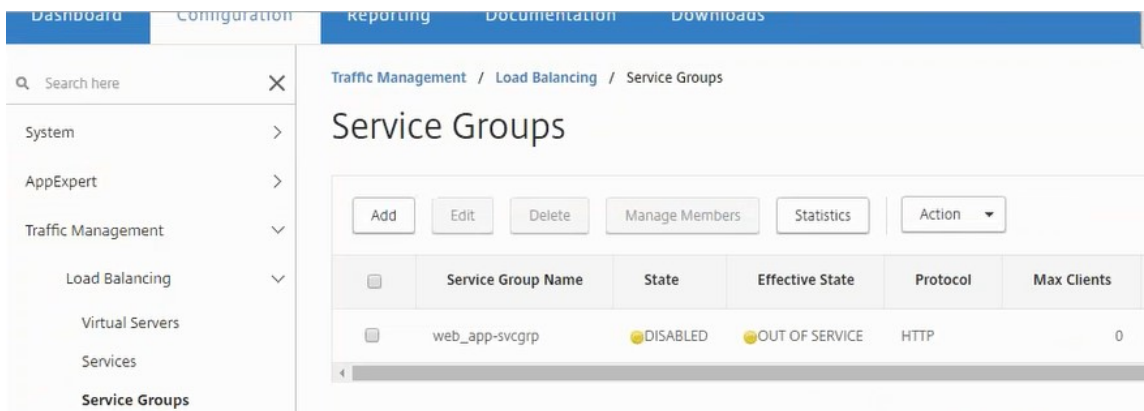 Dashboard Configuration Reporting Documentation Downloads
Search here
System
AppExpert
Traffic Management
Load Balancing
Virtual Servers
Services
Service Groups
Traffic Management / Load Balancing / Service Groups
Service Groups
Add Edit Delete Manage Members Statistics Action
Service Group Name State Effective State Protocol Max Clients
web_app-svcgrp DISABLED OUT OF SERVICE HTTP 0